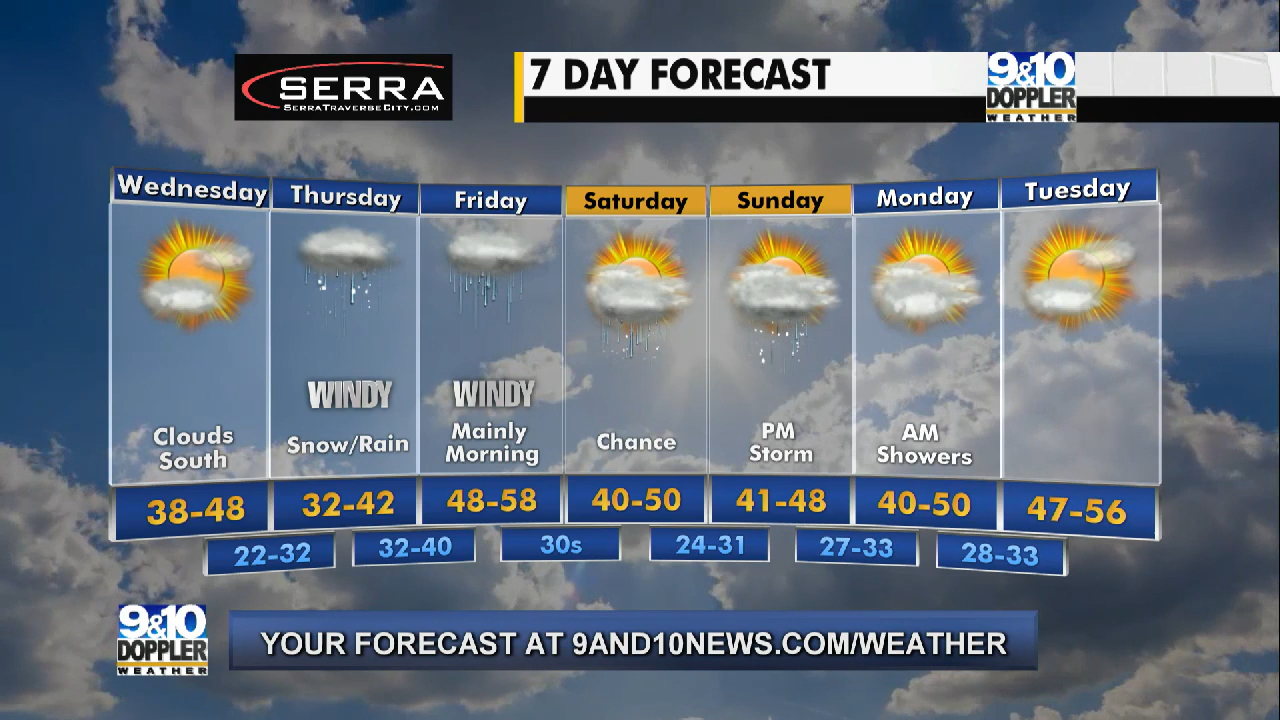 SERRA
SERRATRAVERSECITY.COM
7 DAY FORECAST
9&10
DOPPLER
WEATHER
Wednesday
Thursday
Friday
Saturday
Sunday
Monday
Tuesday
WINDY
WINDY
Clouds
South
Snow/Rain
Mainly
Morning
Chance
PM
Storm
AM
Showers
38-48
32-42
48-58
40-50
41-48
40-50
47-56
22-32
32-40
30s
24-31
27-33
28-33
9&10
DOPPLER
WEATHER
YOUR FORECAST AT 9AND10NEWS.COM/WEATHER